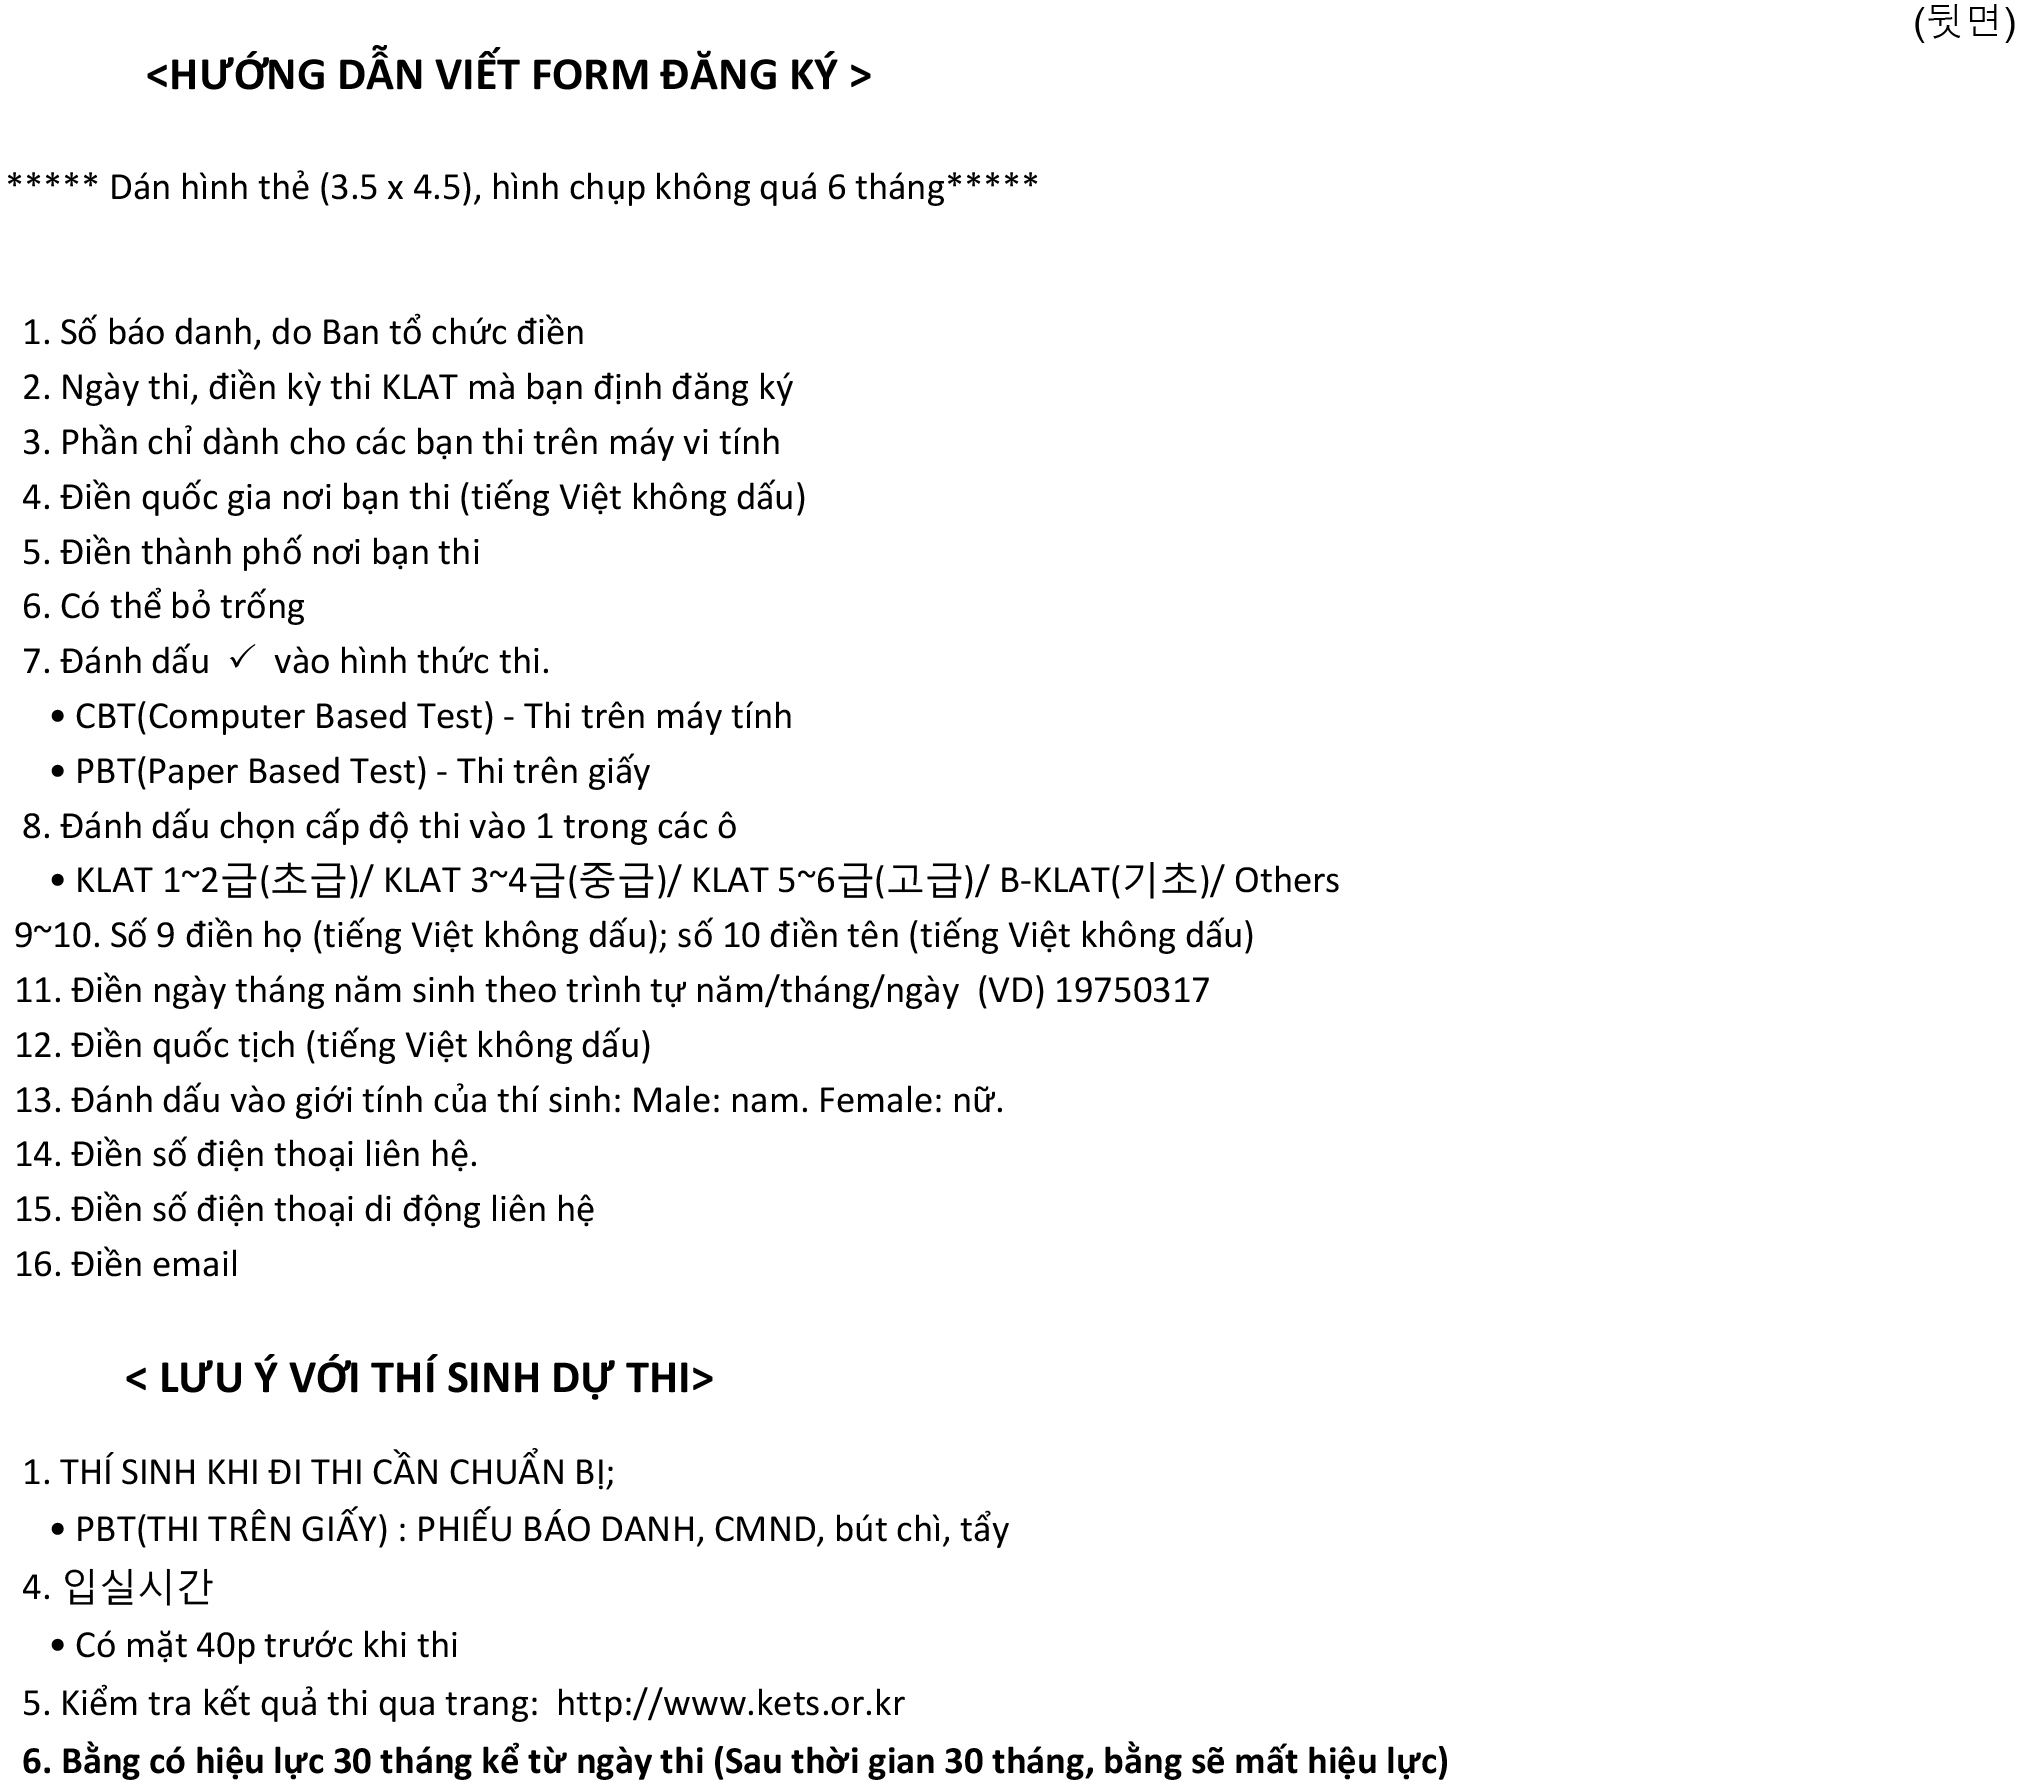 (뒷면)
<HƯỚNG DẪN VIẾT FORM ĐĂNG KÝ >
***** Dán hình thẻ (3.5 x 4.5), hình chụp không quá 6 tháng*****
1. Số báo danh, do Ban tổ chức điền
2. Ngày thi, điền kỳ thi KLAT mà bạn định đăng ký
3. Phần chỉ dành cho các bạn thi trên máy vi tính
4. Điền quốc gia nơi bạn thi (tiếng Việt không dấu)
5. Điền thành phố nơi bạn thi
6. Có thể bỏ trống
7. Đánh dấu ✓ vào hình thức thi.
• CBT(Computer Based Test) - Thi trên máy tính
• PBT(Paper Based Test) - Thi trên giấy
8. Đánh dấu chọn cấp độ thi vào 1 trong các ô
• KLAT 1~2급(초급)/ KLAT 3~4급(중급)/ KLAT 5~6급(고급)/ B-KLAT(기초)/ Others
9~10. Số 9 điền họ (tiếng Việt không dấu); số 10 điền tên (tiếng Việt không dấu)
11. Điền ngày tháng năm sinh theo trình tự năm/tháng/ngày (VD) 19750317
12. Điền quốc tịch (tiếng Việt không dấu)
13. Đánh dấu vào giới tính của thí sinh: Male: nam. Female: nữ.
14. Điền số điện thoại liên hệ.
15. Điền số điện thoại di động liên hệ
16. Điền email
< LƯU Ý VỚI THÍ SINH DỰ THI>
1. THÍ SINH KHI ĐI THI CẦN CHUẨN BỊ;
• PBT(THI TRÊN GIẤY) : PHIẾU BÁO DANH, CMND, bút chì, tẩy
4. 입실시간
• Có mặt 40p trước khi thi
5. Kiểm tra kết quả thi qua trang: http://www.kets.or.kr
6. Bằng có hiệu lực 30 tháng kể từ ngày thi (Sau thời gian 30 tháng, bằng sẽ mất hiệu lực)